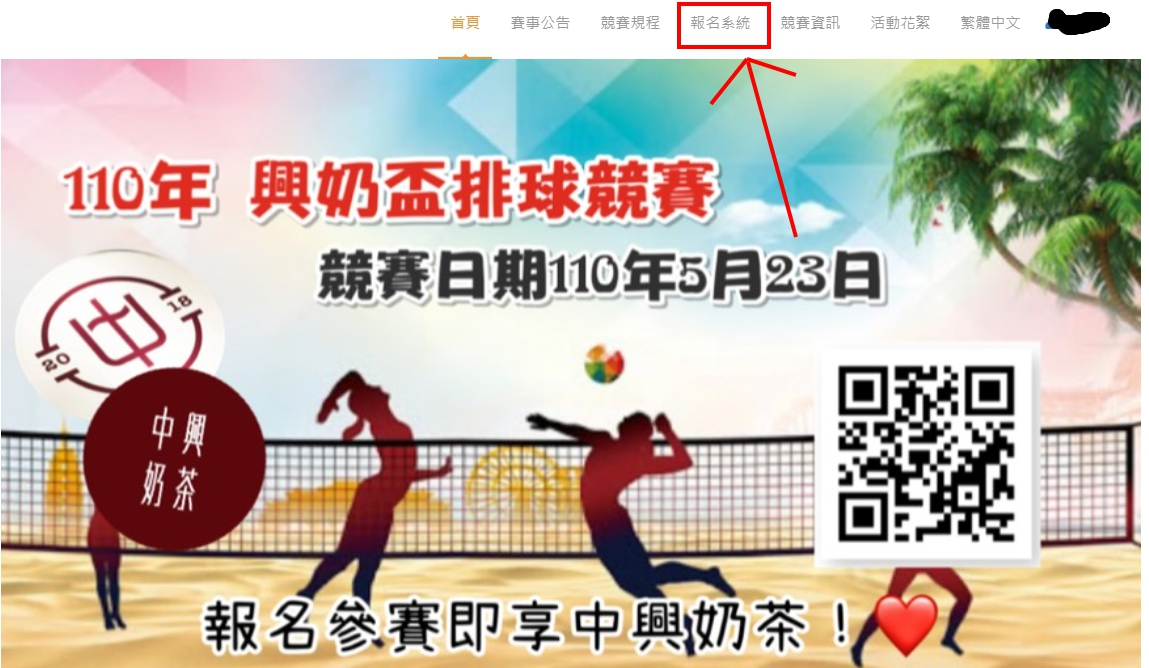 首頁 賽事公告 競賽規程 報名系統 競賽資訊 活動花絮 繁體中文
110年 興奶盃排球競賽
競賽日期110年5月23日
中
20 18
中興
奶茶
報名參賽即享中興奶茶！